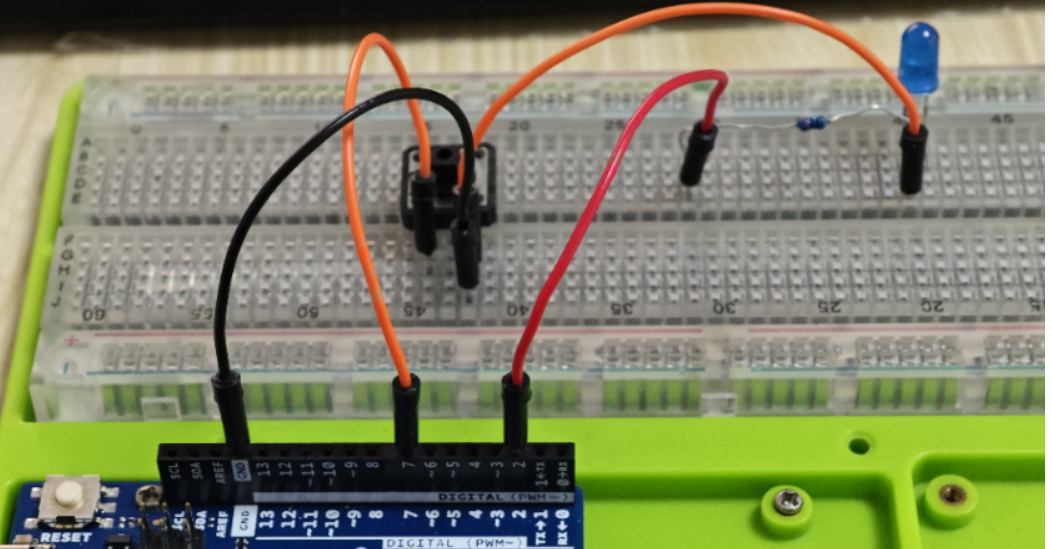 0 5 20 25 45
A B C D E
F G H I J
60 55 50 45 40 35 30 25 20
+
SCL SDA AREF GND 13 12 ~11 ~10 ~9 8 7 ~6 ~5 4 ~3 2 1→TX 0→RX
DIGITAL (PWM~)
SCL SDA AREF GND 13 12 ~11 ~10 ~9 8 7 ~6 ~5 4 ~3 2 TX→1 RX←0
RESET
DIGITAL (PWM~)